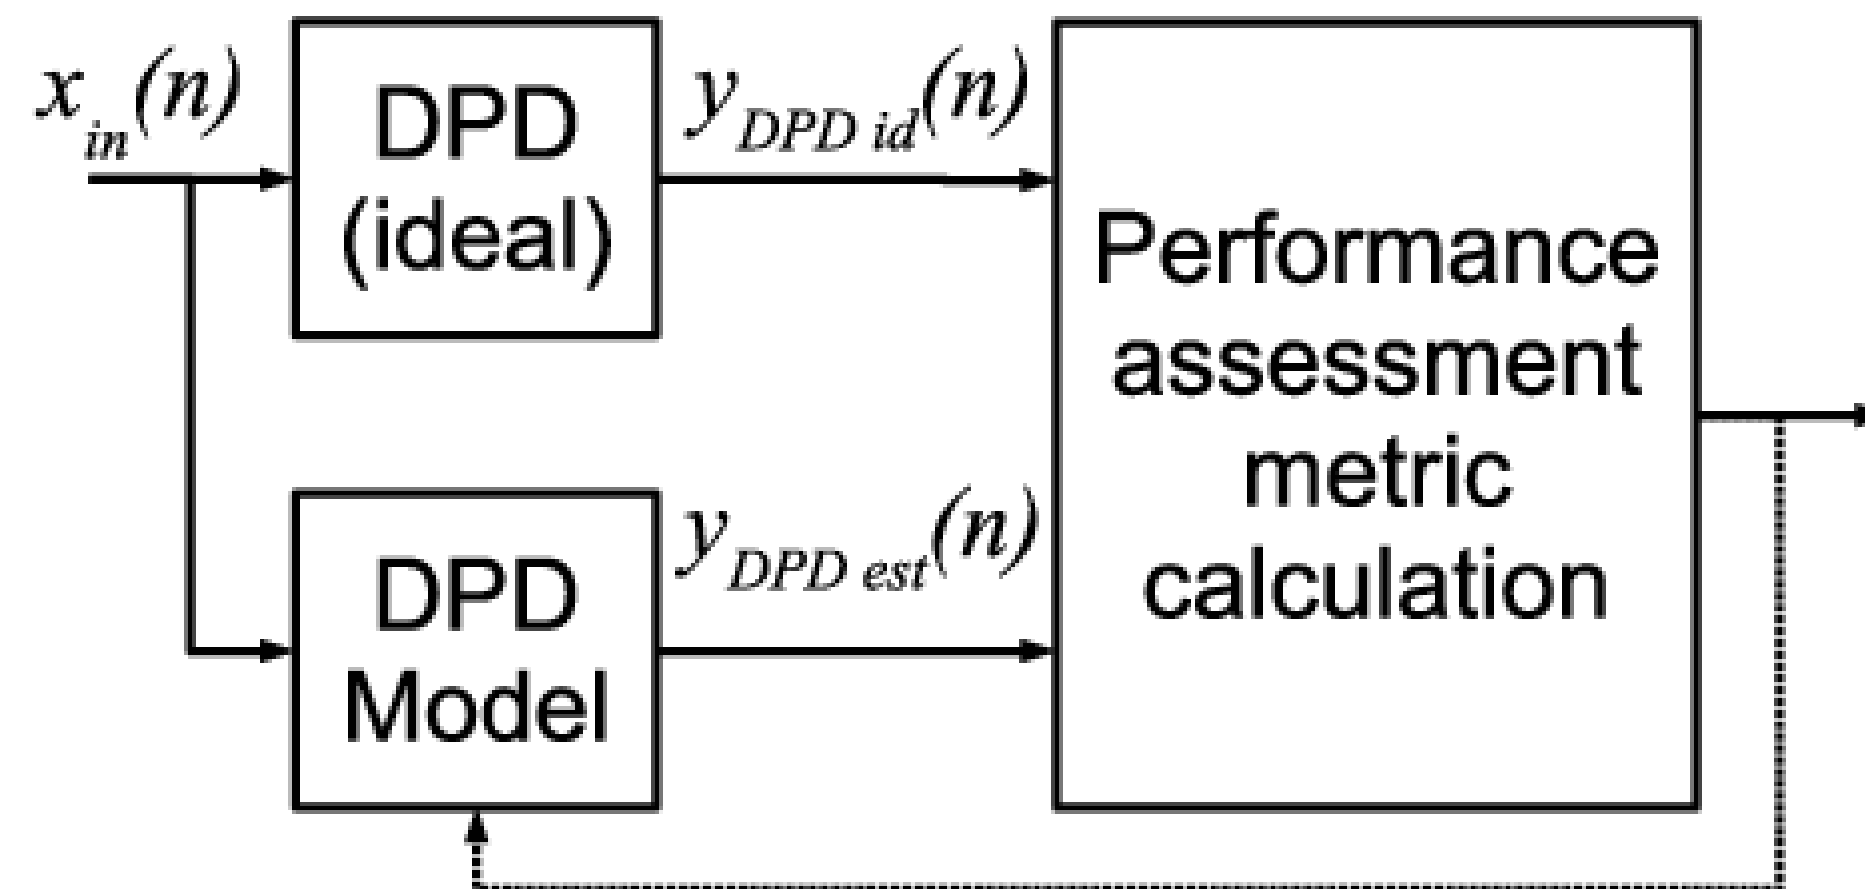 x_in(n)
DPD
(ideal)
y_DPD id(n)
DPD
Model
y_DPD est(n)
Performance
assessment
metric
calculation